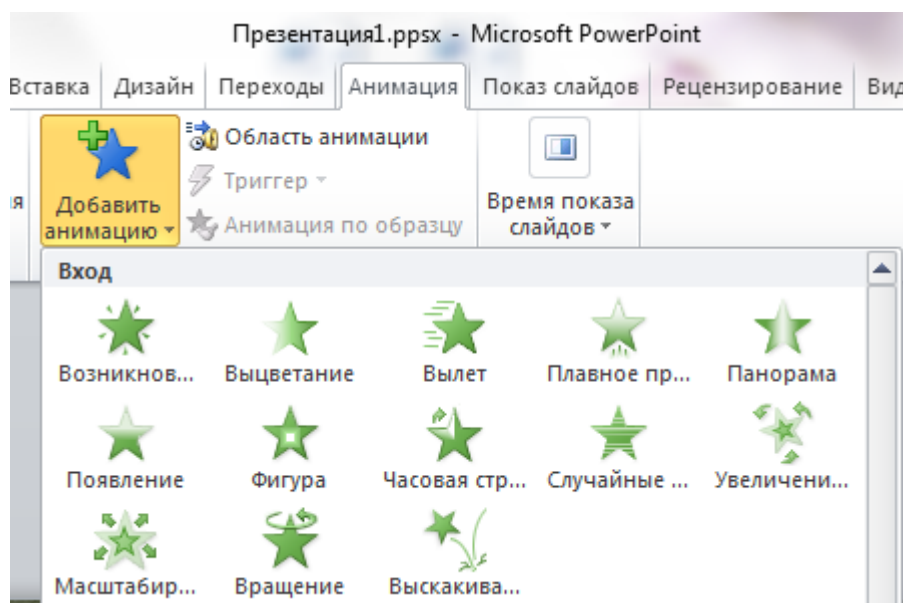 Презентация1.ppsx - Microsoft PowerPoint
Вставка Дизайн Переходы Анимация Показ слайдов Рецензирование Вид
Добавить анимацию
Область анимации
Триггер
Анимация по образцу
Время показа слайдов
Вход
Возникнов... Выцветание Вылет Плавное пр... Панорама
Появление Фигура Часовая стр... Случайные ... Увеличени...
Масштабир... Вращение Выскакива...